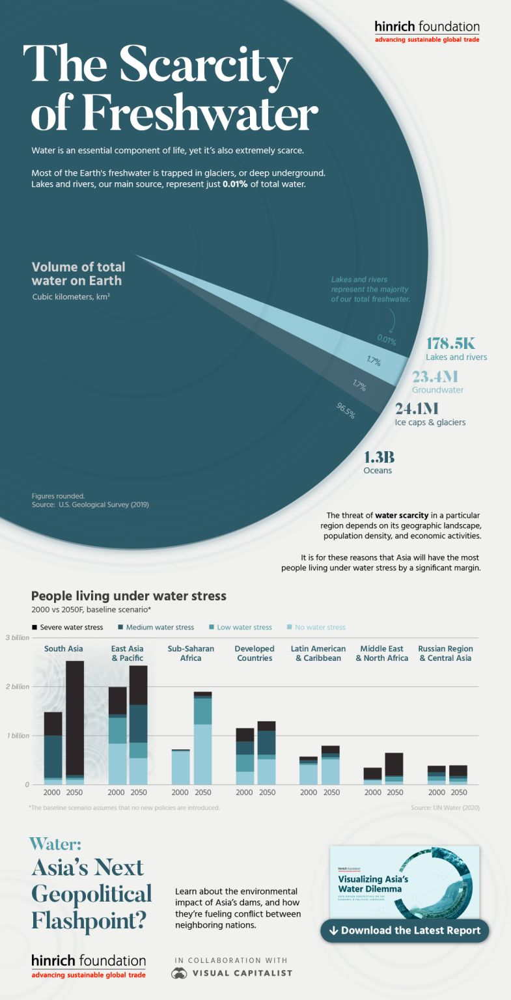 hinrich foundation
advancing sustainable global trade
The Scarcity
of Freshwater
Water is an essential component of life, yet it's also extremely scarce.
Most of the Earth's freshwater is trapped in glaciers, or deep underground.
Lakes and rivers, our main source, represent just 0.01% of total water.
Volume of total
water on Earth
Cubic kilometers, km³
Lakes and rivers
represent the majority
of our total freshwater.
0.01%
178.5K
Lakes and rivers
1.7%
23.4M
Groundwater
1.7%
24.1M
Ice caps & glaciers
96.5%
1.3B
Oceans
Figures rounded.
Source: U.S. Geological Survey (2019)
The threat of water scarcity in a particular
region depends on its geographic landscape,
population density, and economic activities.
It is for these reasons that Asia will have the most
people living under water stress by a significant margin.
People living under water stress
2000 vs 2050F, baseline scenario*
Severe water stress Medium water stress Low water stress No water stress
3 billion
South Asia
East Asia
& Pacific
Sub-Saharan
Africa
Developed
Countries
Latin American
& Caribbean
Middle East
& North Africa
Russian Region
& Central Asia
2 billion
1 billion
0
2000 2050 2000 2050 2000 2050 2000 2050 2000 2050 2000 2050 2000 2050
*The baseline scenario assumes that no new policies are introduced.
Source: UN Water (2020)
Water:
Asia's Next
Geopolitical
Flashpoint?
Learn about the environmental
impact of Asia's dams, and how
they're fueling conflict between
neighboring nations.
hinrich foundation
Visualizing Asia's
Water Dilemma
DATA-DRIVEN PERSPECTIVES ON THE
ECONOMIC & POLITICAL LANDSCAPE
Download the Latest Report
hinrich foundation
advancing sustainable global trade
IN COLLABORATION WITH
VISUAL CAPITALIST